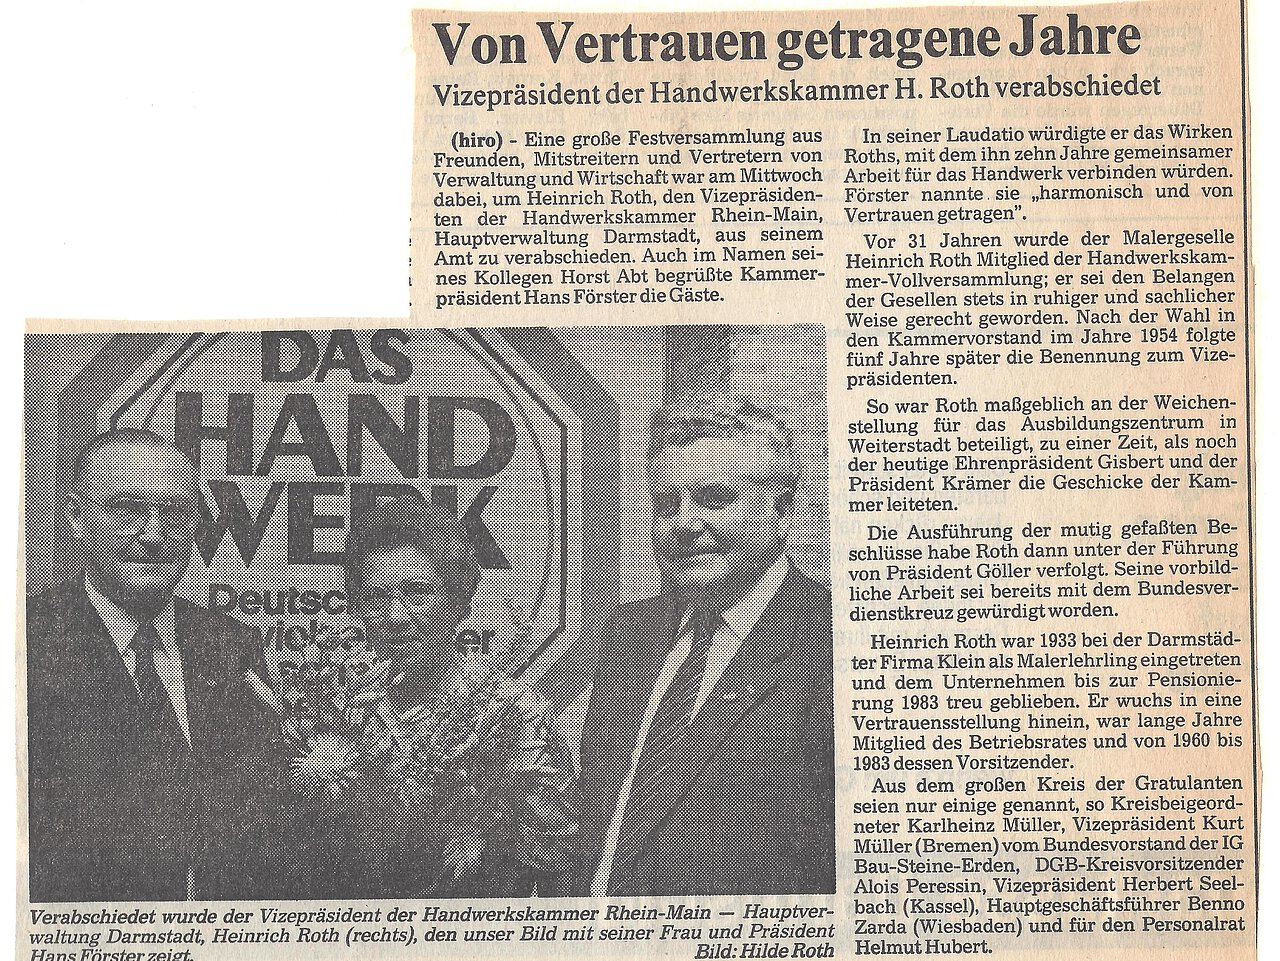 Von Vertrauen getragene Jahre
Vizepräsident der Handwerkskammer H. Roth verabschiedet
(hiro) - Eine große Festversammlung aus
Freunden, Mitstreitern und Vertretern von
Verwaltung und Wirtschaft war am Mittwoch
dabei, um Heinrich Roth, den Vizepräsiden-
ten der Handwerkskammer Rhein-Main,
Hauptverwaltung Darmstadt, aus seinem
Amt zu verabschieden. Auch im Namen sei-
nes Kollegen Horst Abt begrüßte Kammer-
präsident Hans Förster die Gäste.
In seiner Laudatio würdigte er das Wirken
Roths, mit dem ihn zehn Jahre gemeinsamer
Arbeit für das Handwerk verbinden würden.
Förster nannte sie „harmonisch und von
Vertrauen getragen".
Vor 31 Jahren wurde der Malergeselle
Heinrich Roth Mitglied der Handwerkskam-
mer-Vollversammlung; er sei den Belangen
der Gesellen stets in ruhiger und sachlicher
Weise gerecht geworden. Nach der Wahl in
den Kammervorstand im Jahre 1954 folgte
fünf Jahre später die Benennung zum Vize-
präsidenten.
So war Roth maßgeblich an der Weichen-
stellung für das Ausbildungszentrum in
Weiterstadt beteiligt, zu einer Zeit, als noch
der heutige Ehrenpräsident Gisbert und der
Präsident Krämer die Geschicke der Kam-
mer leiteten.
Die Ausführung der mutig gefaßten Be-
schlüsse habe Roth dann unter der Führung
von Präsident Göller verfolgt. Seine vorbild-
liche Arbeit sei bereits mit dem Bundesver-
dienstkreuz gewürdigt worden.
Heinrich Roth war 1933 bei der Darmstäd-
ter Firma Klein als Malerlehrling eingetreten
und dem Unternehmen bis zur Pensionie-
rung 1983 treu geblieben. Er wuchs in eine
Vertrauensstellung hinein, war lange Jahre
Mitglied des Betriebsrates und von 1960 bis
1983 dessen Vorsitzender.
Aus dem großen Kreis der Gratulanten
seien nur einige genannt, so Kreisbeigeord-
neter Karlheinz Müller, Vizepräsident Kurt
Müller (Bremen) vom Bundesvorstand der IG
Bau-Steine-Erden, DGB-Kreisvorsitzender
Alois Peressin, Vizepräsident Herbert Seel-
bach (Kassel), Hauptgeschäftsführer Benno
Zarda (Wiesbaden) und für den Personalrat
Helmut Hubert.
DAS
HAND
WERK
Deutsc
Verabschiedet wurde der Vizepräsident der Handwerkskammer Rhein-Main — Hauptver-
waltung Darmstadt, Heinrich Roth (rechts), den unser Bild mit seiner Frau und Präsident
Hans Förster zeigt. Bild: Hilde Roth